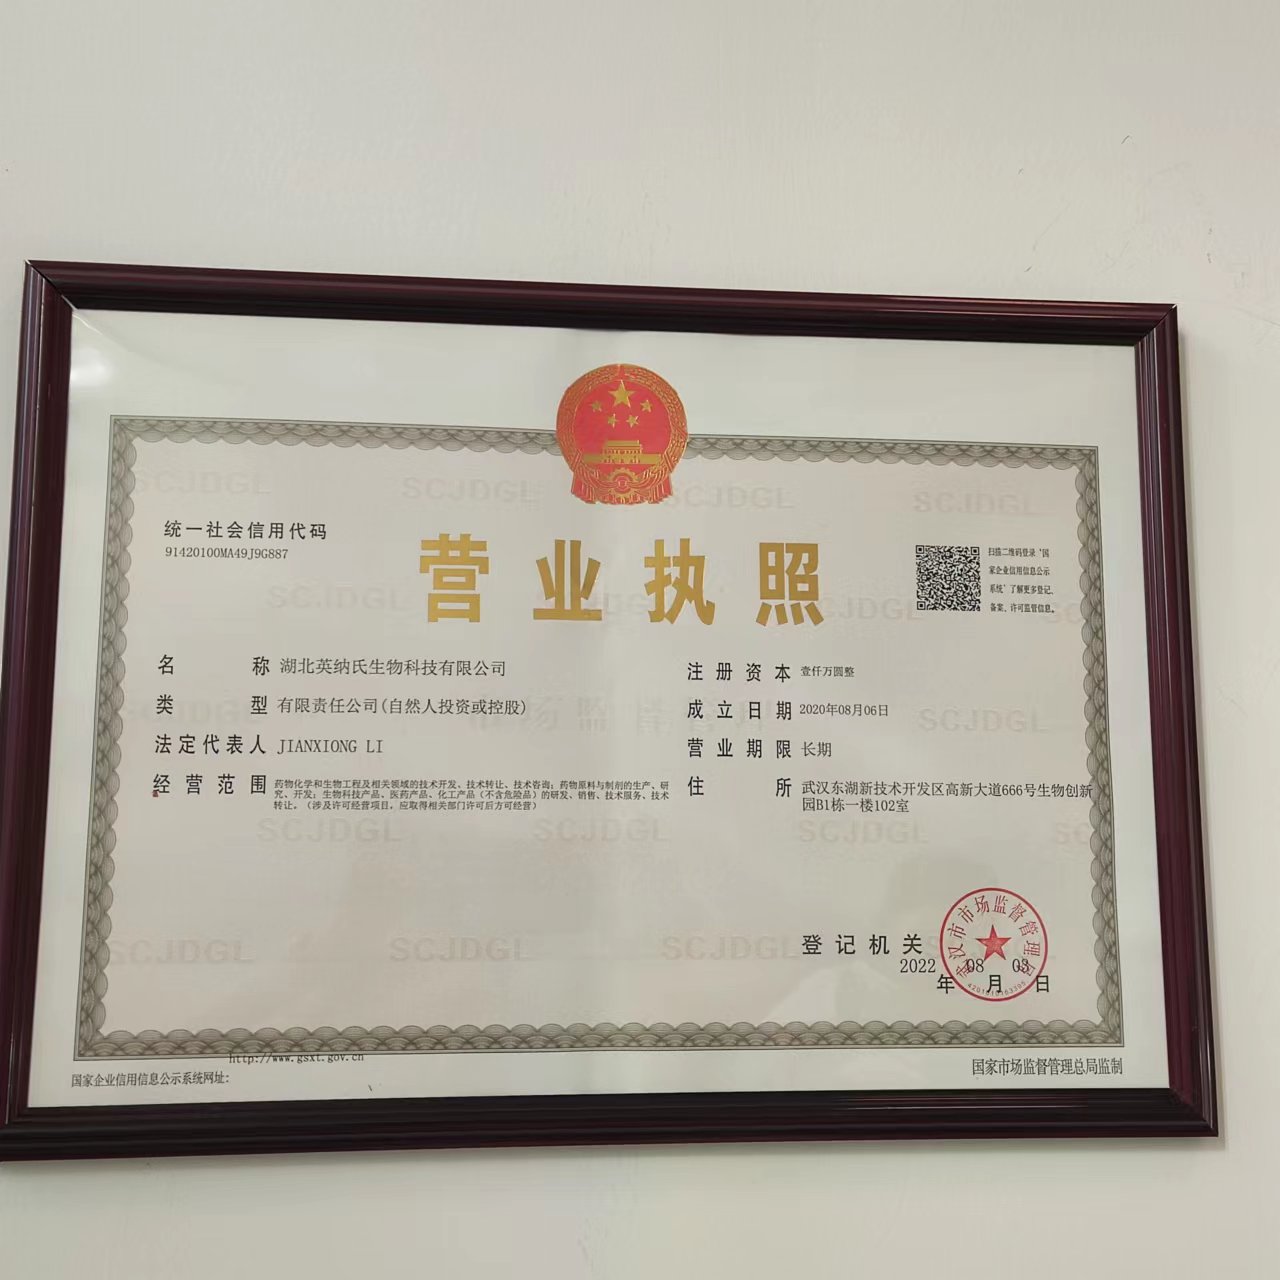 统一社会信用代码
91420100MA49J9G887
营业执照
扫描二维码登录‘国
家企业信用信息公示
系统’了解更多登记、
备案、许可监管信息。
名称 湖北英纳氏生物科技有限公司
类型 有限责任公司(自然人投资或控股)
法定代表人 JIANXIONG LI
经营范围 药物化学和生物工程及相关领域的技术开发、技术转让、技术咨询;药物原料与制剂的生产、研
究、开发;生物科技产品、医药产品、化工产品(不含危险品)的研发、销售、技术服务、技术
转让。(涉及许可经营项目,应取得相关部门许可后方可经营)
注册资本 壹仟万圆整
成立日期 2020年08月06日
营业期限 长期
住所 武汉东湖新技术开发区高新大道666号生物创新
园B1栋一楼102室
登记机关
武汉市市场监督管理局
2022 08 03
年 月 日
http://www.gsxt.gov.cn
国家企业信用信息公示系统网址:
国家市场监督管理总局监制
SCJDGL